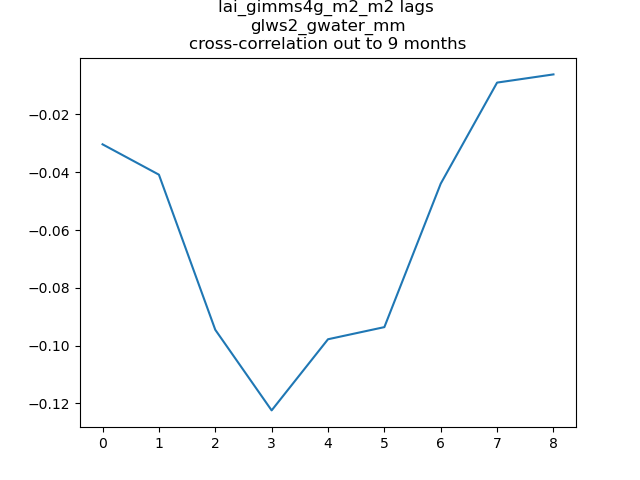 lai_gimms4g_m2_m2 lags
glws2_gwater_mm
cross-correlation out to 9 months
−0.02
−0.04
−0.06
−0.08
−0.10
−0.12
0 1 2 3 4 5 6 7 8